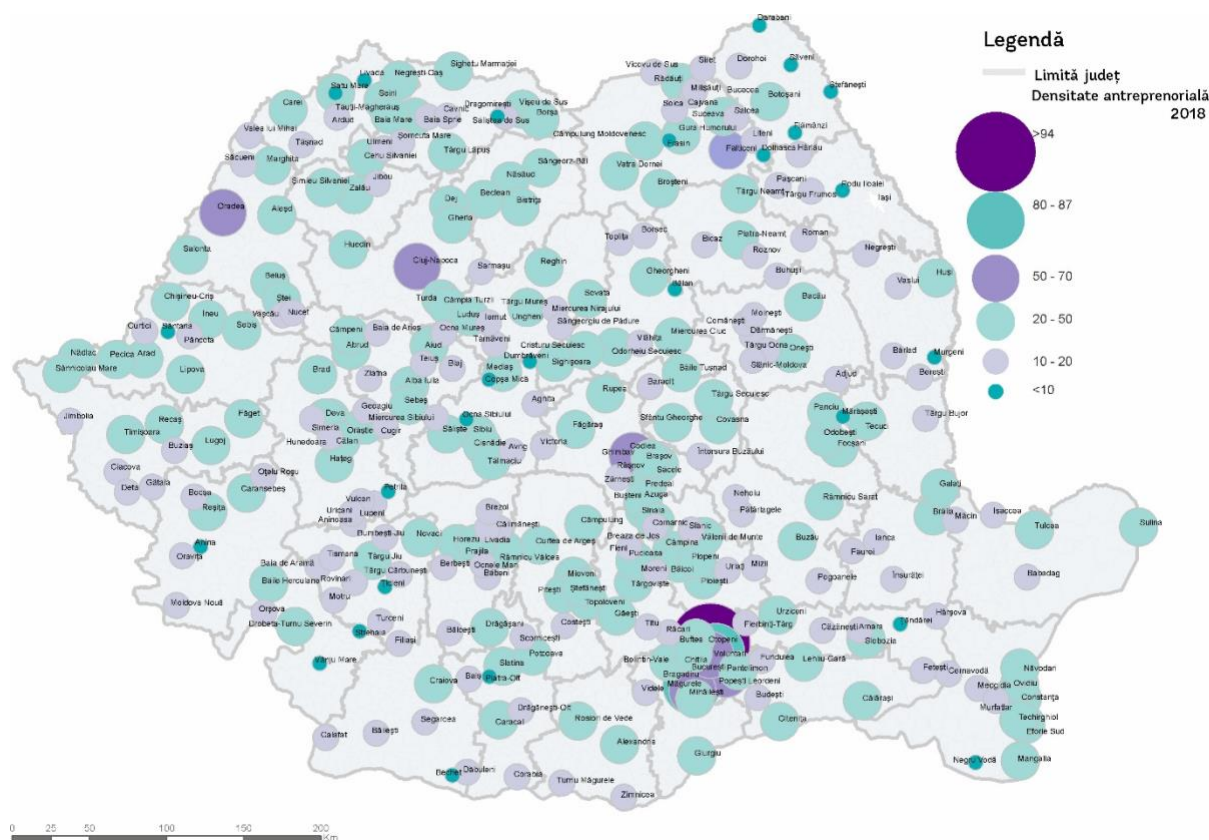 Legendă
Limită județ
Densitate antreprenorială
2018
>94
80 - 87
50 - 70
20 - 50
10 - 20
<10
Darabani
Săveni
Ștefănești
Dorohoi
Siret
Vicovu de Sus
Rădăuți
Milișăuți
Bucecea
Botoșani
Solca
Cajvana
Suceava
Salcea
Gura Humorului
Frasin
Liteni
Flămânzi
Fălticeni
Dolhasca
Hârlău
Câmpulung Moldovenesc
Vatra Dornei
Broșteni
Târgu Neamț
Pașcani
Târgu Frumos
Podu Iloaiei
Iași
Livada
Negrești-Oaș
Sighetu Marmației
Satu Mare
Seini
Carei
Tăuții-Magherăuș
Ardud
Baia Mare
Baia Sprie
Cavnic
Dragomirești
Vișeu de Sus
Săliștea de Sus
Borșa
Valea lui Mihai
Tășnad
Ulmeni
Șomcuta Mare
Cehu Silvaniei
Târgu Lăpuș
Săcueni
Marghita
Șimleu Silvaniei
Jibou
Zalău
Sângeorz-Băi
Năsăud
Beclean
Bistrița
Dej
Gherla
Oradea
Aleșd
Huedin
Cluj-Napoca
Sărmașu
Reghin
Toplița
Borsec
Bicaz
Piatra-Neamț
Roznov
Roman
Buhuși
Negrești
Vaslui
Huși
Gheorgheni
Bălan
Bacău
Salonta
Beiuș
Ștei
Vașcău
Nucet
Chișineu-Criș
Ineu
Sebiș
Curtici
Sântana
Pâncota
Turda
Câmpia Turzii
Luduș
Târgu Mureș
Iernut
Ungheni
Sovata
Miercurea Nirajului
Sângeorgiu de Pădure
Câmpeni
Abrud
Baia de Arieș
Aiud
Ocna Mureș
Târnăveni
Cristuru Secuiesc
Vlăhița
Odorheiu Secuiesc
Miercurea Ciuc
Comănești
Moinești
Dărmănești
Târgu Ocna
Onești
Slănic-Moldova
Bârlad
Murgeni
Berești
Adjud
Nădlac
Pecica
Arad
Sânnicolau Mare
Lipova
Brad
Zlatna
Teiuș
Blaj
Dumbrăveni
Mediaș
Copșa Mică
Sighișoara
Alba Iulia
Sebeș
Agnita
Rupea
Baraolt
Băile Tușnad
Târgu Secuiesc
Sfântu Gheorghe
Covasna
Panciu
Mărășești
Odobești
Focșani
Tecuci
Târgu Bujor
Jimbolia
Timișoara
Recaș
Buziaș
Lugoj
Făget
Deva
Simeria
Geoagiu
Hunedoara
Călan
Orăștie
Cugir
Miercurea Sibiului
Hațeg
Ocna Sibiului
Săliște
Sibiu
Cisnădie
Tălmaciu
Avrig
Victoria
Făgăraș
Codlea
Ghimbav
Brașov
Râșnov
Săcele
Zărnești
Predeal
Întorsura Buzăului
Ciacova
Deta
Gătaia
Bocșa
Reșița
Oțelu Roșu
Caransebeș
Petrila
Vulcan
Uricani
Lupeni
Aninoasa
Bușteni
Azuga
Sinaia
Nehoiu
Pătârlagele
Râmnicu Sărat
Galați
Brăila
Măcin
Isaccea
Tulcea
Sulina
Babadag
Anina
Oravița
Moldova Nouă
Baia de Aramă
Băile Herculane
Orșova
Drobeta-Turnu Severin
Bumbești-Jiu
Tismana
Târgu Jiu
Târgu Cărbunești
Rovinari
Motru
Țicleni
Novaci
Horezu
Berbești
Brezoi
Călimănești
Râmnicu Vâlcea
Ocnele Mari
Băbeni
Curtea de Argeș
Câmpulung
Comarnic
Slănic
Breaza de Jos
Fieni
Pucioasa
Câmpina
Vălenii de Munte
Plopeni
Moreni
Băicoi
Ploiești
Urlați
Mizil
Buzău
Ianca
Făurei
Pogoanele
Însurăței
Mioveni
Pitești
Ștefănești
Topoloveni
Târgoviște
Găești
Titu
Răcari
Turceni
Strehaia
Filiași
Vânju Mare
Bălcești
Drăgășani
Scornicești
Costești
Potcoava
Slatina
Balș
Piatra-Olt
Craiova
Calafat
Băilești
Segarcea
Bechet
Dăbuleni
Corabia
Caracal
Drăgănești-Olt
Roșiori de Vede
Alexandria
Turnu Măgurele
Zimnicea
Videle
Bolintin-Vale
Buftea
Otopeni
Voluntari
Chitila
București
Pantelimon
Bragadiru
Măgurele
Popești Leordeni
Mihăilești
Fierbinți-Târg
Urziceni
Fundulea
Lehliu Gară
Budești
Oltenița
Giurgiu
Călărași
Căzănești
Amara
Slobozia
Țăndărei
Hârșova
Fetești
Cernavodă
Medgidia
Murfatlar
Năvodari
Ovidiu
Constanța
Techirghiol
Eforie Sud
Negru Vodă
Mangalia
0 25 50 100 150 200
Km